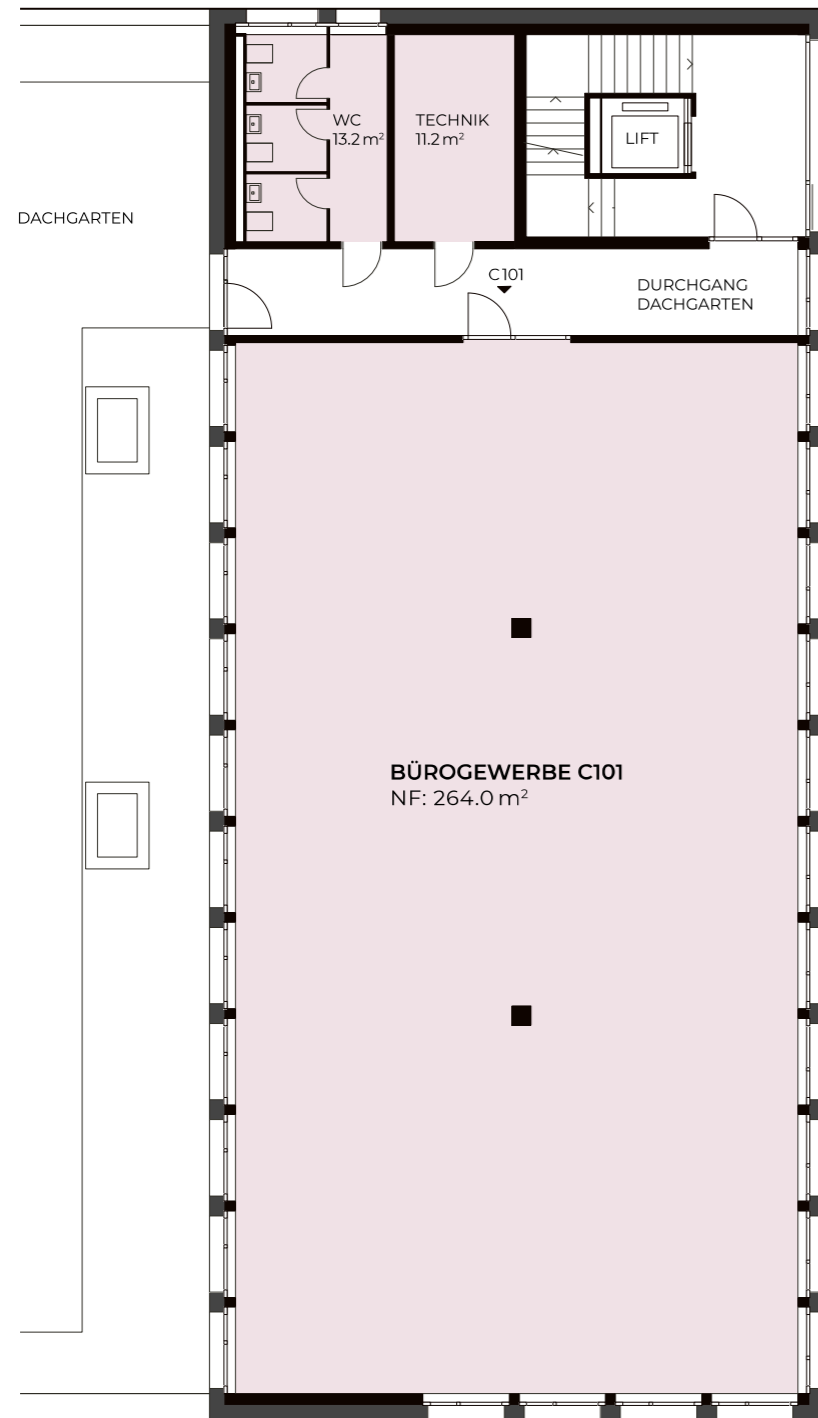 WC
13.2 m²
TECHNIK
11.2 m²
LIFT
DACHGARTEN
C101
DURCHGANG
DACHGARTEN
BÜROGEWERBE C101
NF: 264.0 m²